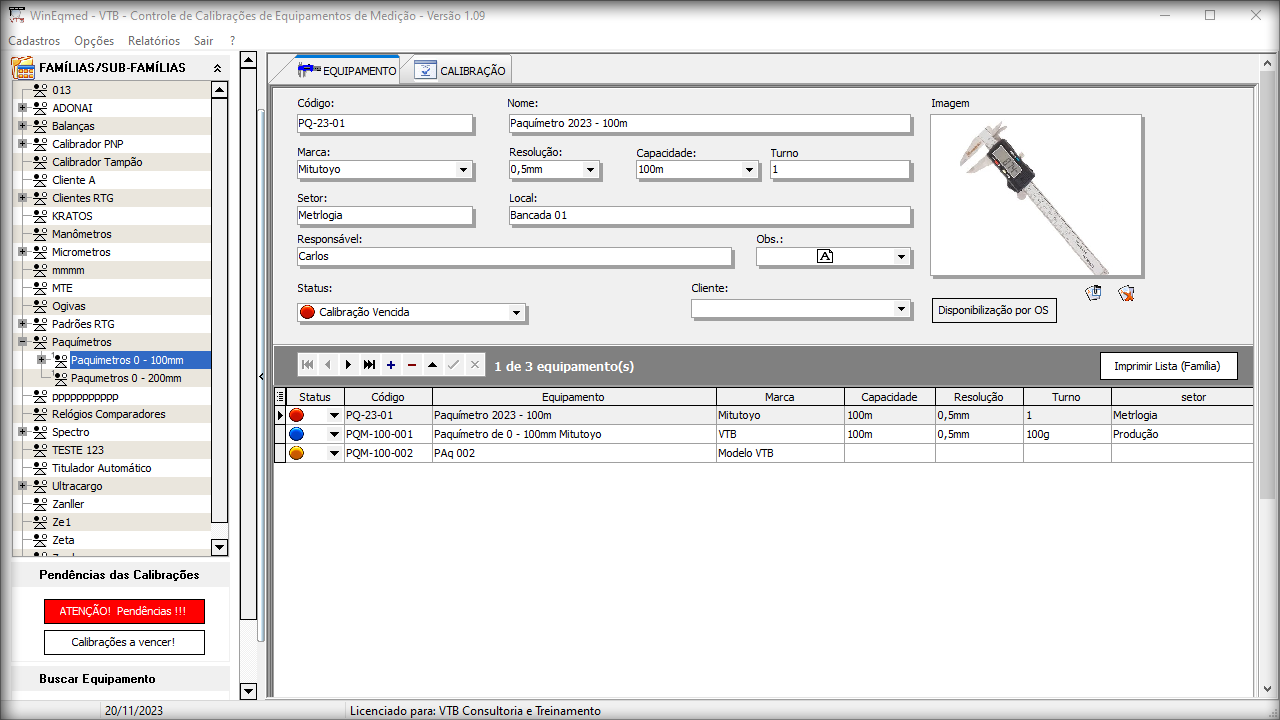 WinEqmed - VTB - Controle de Calibrações de Equipamentos de Medição - Versão 1.09
Cadastros Opções Relatórios Sair ?
FAMÍLIAS/SUB-FAMÍLIAS
013
ADONAI
Balanças
Calibrador PNP
Calibrador Tampão
Cliente A
Clientes RTG
KRATOS
Manômetros
Micrometros
mmmm
MTE
Ogivas
Padrões RTG
Paquímetros
Paquimetros 0 - 100mm
Paqumetros 0 - 200mm
ppppppppppp
Relógios Comparadores
Spectro
TESTE 123
Titulador Automático
Ultracargo
Zanller
Ze1
Zeta
Pendências das Calibrações
ATENÇÃO! Pendências !!!
Calibrações a vencer!
Buscar Equipamento
EQUIPAMENTO CALIBRAÇÃO
Código: Nome: Imagem
PQ-23-01 Paquímetro 2023 - 100m
Marca: Resolução: Capacidade: Turno
Mitutoyo 0,5mm 100m 1
Setor: Local:
Metrlogia Bancada 01
Responsável: Obs.:
Carlos A
Status: Cliente:
Calibração Vencida Disponibilização por OS
1 de 3 equipamento(s) Imprimir Lista (Família)
Status Código Equipamento Marca Capacidade Resolução Turno setor
PQ-23-01 Paquímetro 2023 - 100m Mitutoyo 100m 0,5mm 1 Metrlogia
PQM-100-001 Paquímetro de 0 - 100mm Mitutoyo VTB 100m 0,5mm 100g Produção
PQM-100-002 PAq 002 Modelo VTB
20/11/2023 Licenciado para: VTB Consultoria e Treinamento